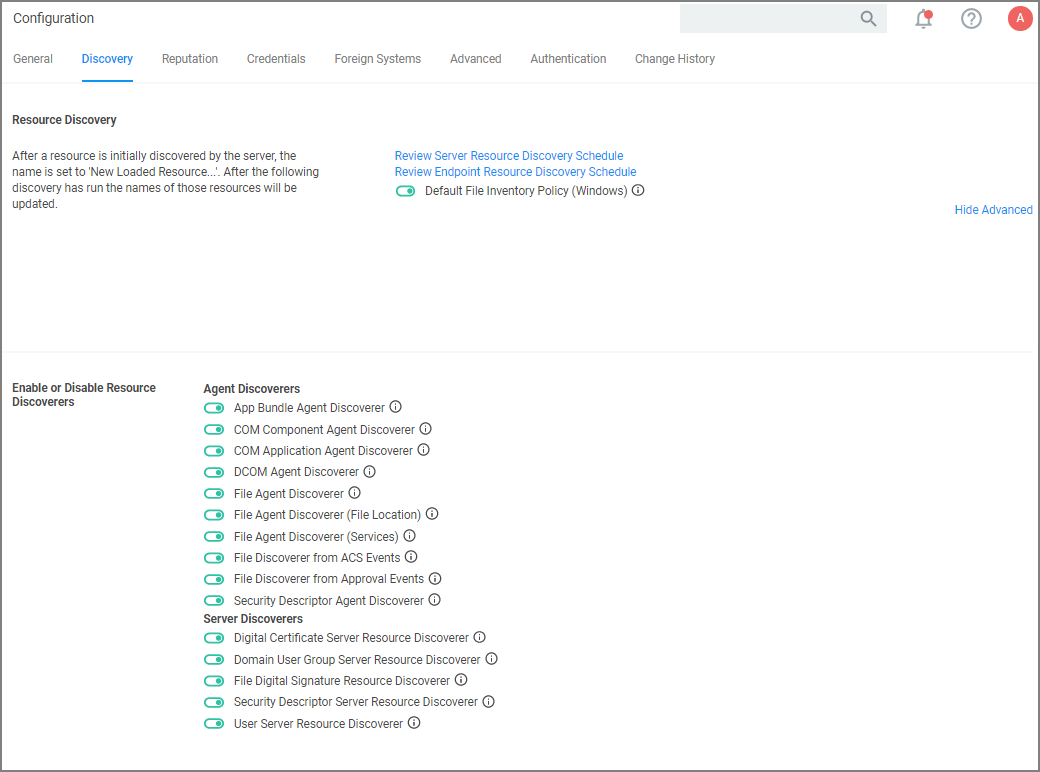 Configuration
A
General Discovery Reputation Credentials Foreign Systems Advanced Authentication Change History
Resource Discovery
After a resource is initially discovered by the server, the
name is set to 'New Loaded Resource...'. After the following
discovery has run the names of those resources will be
updated.
Review Server Resource Discovery Schedule
Review Endpoint Resource Discovery Schedule
Default File Inventory Policy (Windows)
Hide Advanced
Enable or Disable Resource
Discoverers
Agent Discoverers
App Bundle Agent Discoverer
COM Component Agent Discoverer
COM Application Agent Discoverer
DCOM Agent Discoverer
File Agent Discoverer
File Agent Discoverer (File Location)
File Agent Discoverer (Services)
File Discoverer from ACS Events
File Discoverer from Approval Events
Security Descriptor Agent Discoverer
Server Discoverers
Digital Certificate Server Resource Discoverer
Domain User Group Server Resource Discoverer
File Digital Signature Resource Discoverer
Security Descriptor Server Resource Discoverer
User Server Resource Discoverer